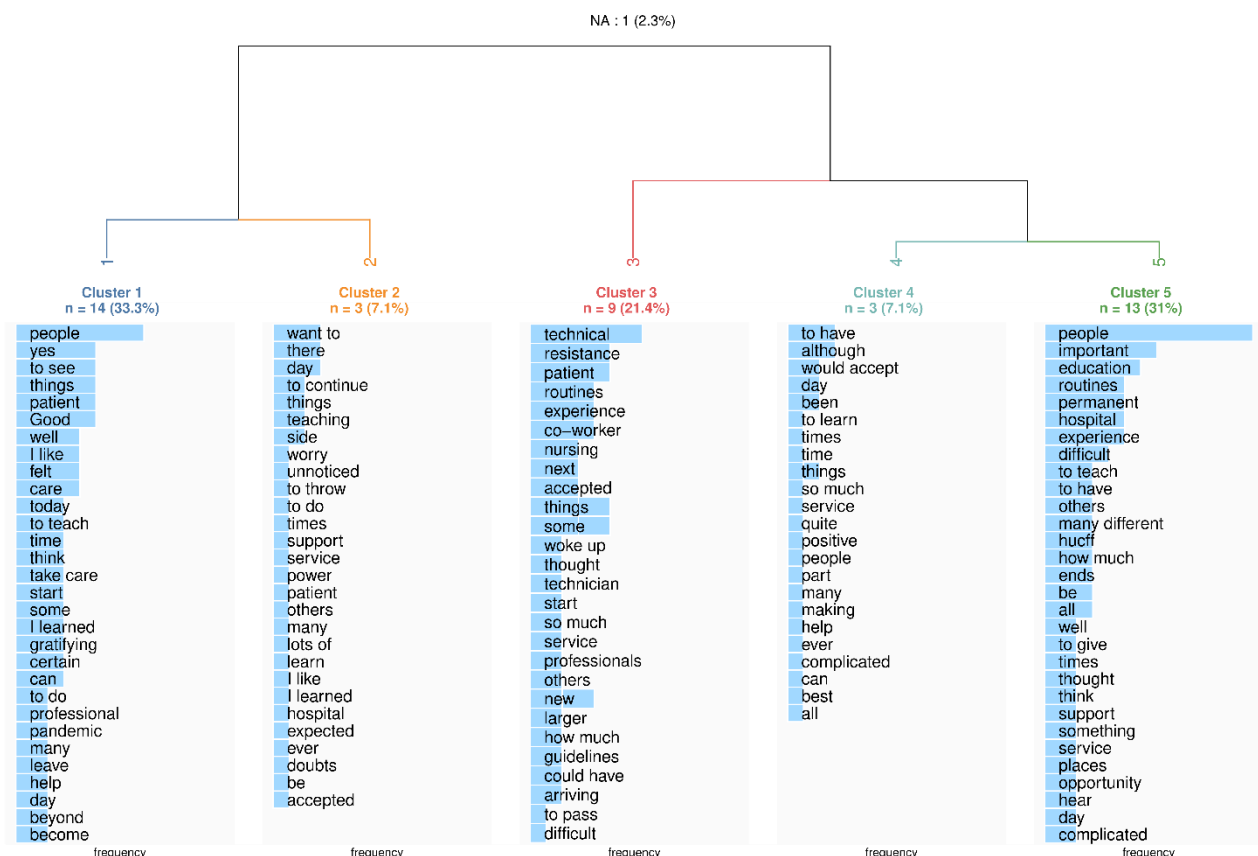 NA : 1 (2.3%)
1
2
3
4
5
Cluster 1
n = 14 (33.3%)
people
yes
to see
things
patient
Good
well
I like
felt
care
today
to teach
time
think
take care
start
some
I learned
gratifying
certain
can
to do
professional
pandemic
many
leave
help
day
beyond
become
frequency
Cluster 2
n = 3 (7.1%)
want to
there
day
to continue
things
teaching
side
worry
unnoticed
to throw
to do
times
support
service
power
patient
others
many
lots of
learn
I like
I learned
hospital
expected
ever
doubts
be
accepted
frequency
Cluster 3
n = 9 (21.4%)
technical
resistance
patient
routines
experience
co-worker
nursing
next
accepted
things
some
woke up
thought
technician
start
so much
service
professionals
others
new
larger
how much
guidelines
could have
arriving
to pass
difficult
frequency
Cluster 4
n = 3 (7.1%)
to have
although
would accept
day
been
to learn
times
time
things
so much
service
quite
positive
people
part
many
making
help
ever
complicated
can
best
all
frequency
Cluster 5
n = 13 (31%)
people
important
education
routines
permanent
hospital
experience
difficult
to teach
to have
others
many different
hucff
how much
ends
be
all
well
to give
times
thought
think
support
something
service
places
opportunity
hear
day
complicated
frequency